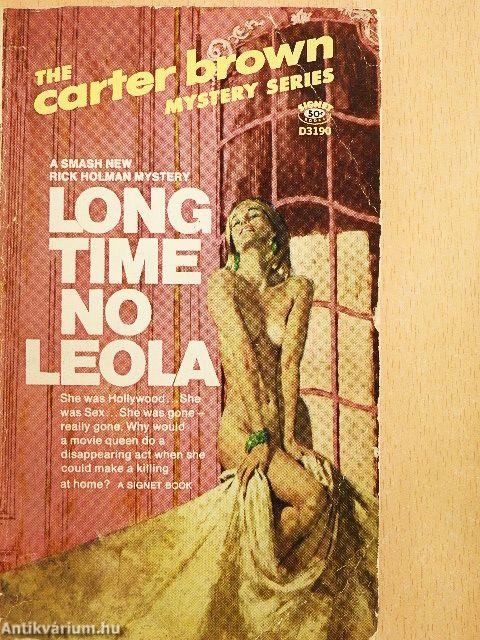 THE
carter brown
MYSTERY SERIES
SIGNET
50¢
BOOKS
D3190
A SMASH NEW
RICK HOLMAN MYSTERY
LONG
TIME
NO
LEOLA
She was Hollywood...She
was Sex...She was gone–
really gone. Why would
a movie queen do a
disappearing act when she
could make a killing
at home? A SIGNET BOOK
Antikvárium.hu